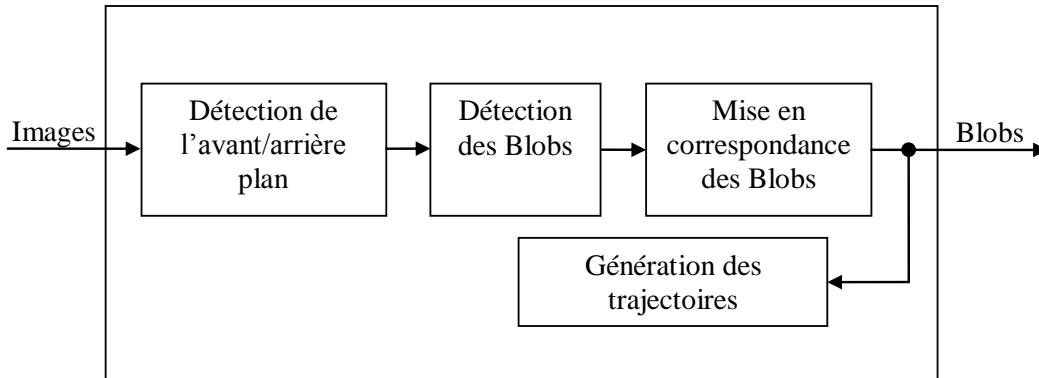 Images
Détection de
l'avant/arrière
plan
Détection
des Blobs
Mise en
correspondance
des Blobs
Blobs
Génération des
trajectoires